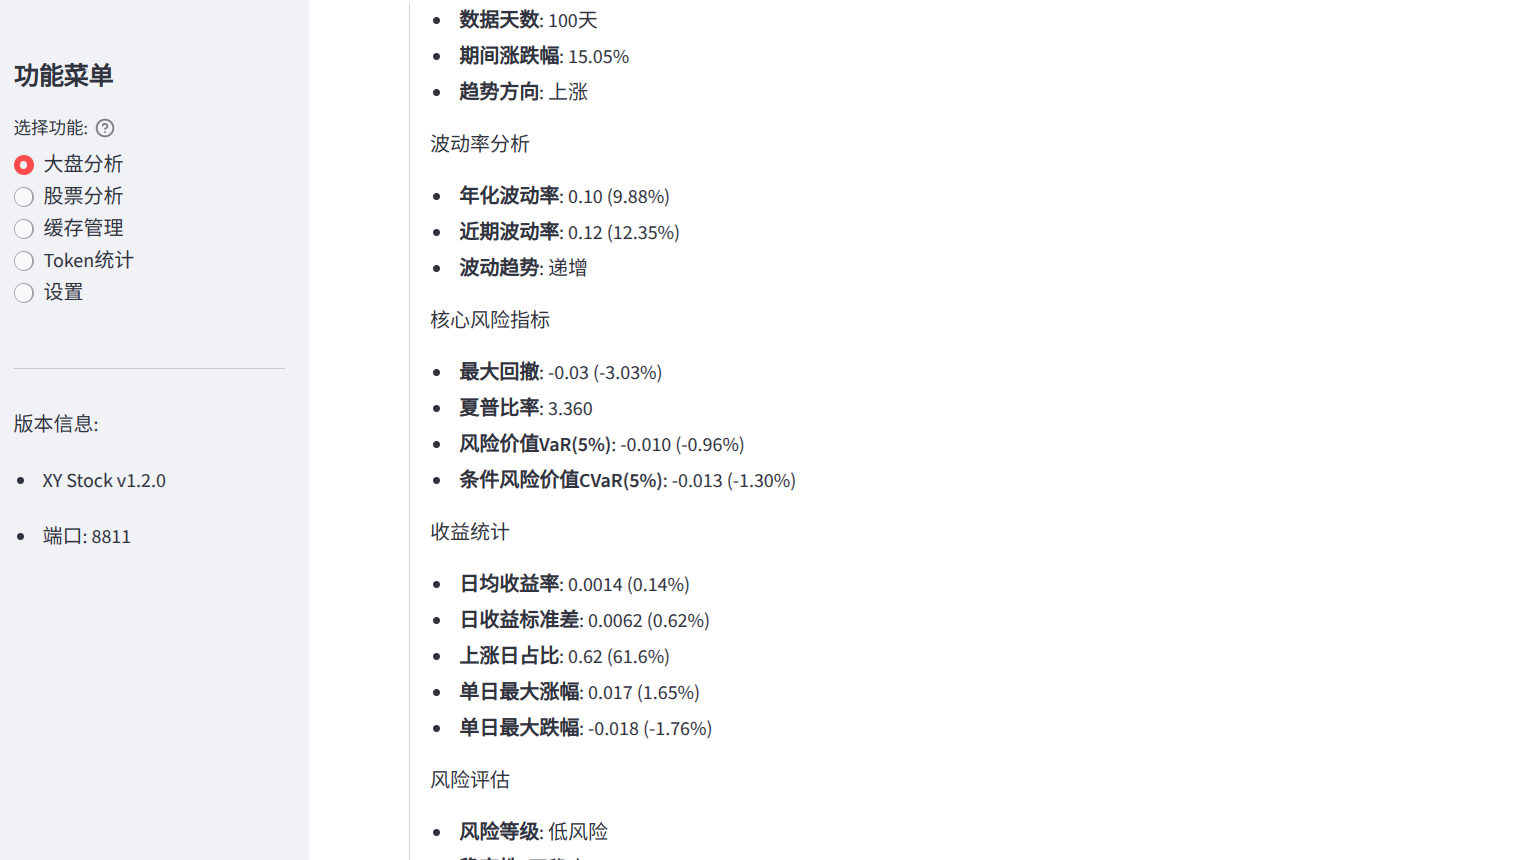 功能菜单
选择功能:
大盘分析
股票分析
缓存管理
Token统计
设置
版本信息:
XY Stock v1.2.0
端口: 8811
数据天数: 100天
期间涨跌幅: 15.05%
趋势方向: 上涨
波动率分析
年化波动率: 0.10 (9.88%)
近期波动率: 0.12 (12.35%)
波动趋势: 递增
核心风险指标
最大回撤: -0.03 (-3.03%)
夏普比率: 3.360
风险价值VaR(5%): -0.010 (-0.96%)
条件风险价值CVaR(5%): -0.013 (-1.30%)
收益统计
日均收益率: 0.0014 (0.14%)
日收益标准差: 0.0062 (0.62%)
上涨日占比: 0.62 (61.6%)
单日最大涨幅: 0.017 (1.65%)
单日最大跌幅: -0.018 (-1.76%)
风险评估
风险等级: 低风险